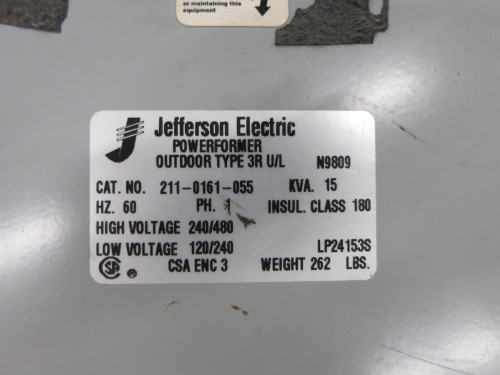 or maintaining this
equipment
Jefferson Electric
POWERFORMER
OUTDOOR TYPE 3R U/L N9809
CAT. NO. 211-0161-055 KVA. 15
HZ. 60 PH. 1 INSUL. CLASS 180
HIGH VOLTAGE 240/480
LOW VOLTAGE 120/240 LP24153S
CSA ENC 3 WEIGHT 262 LBS.